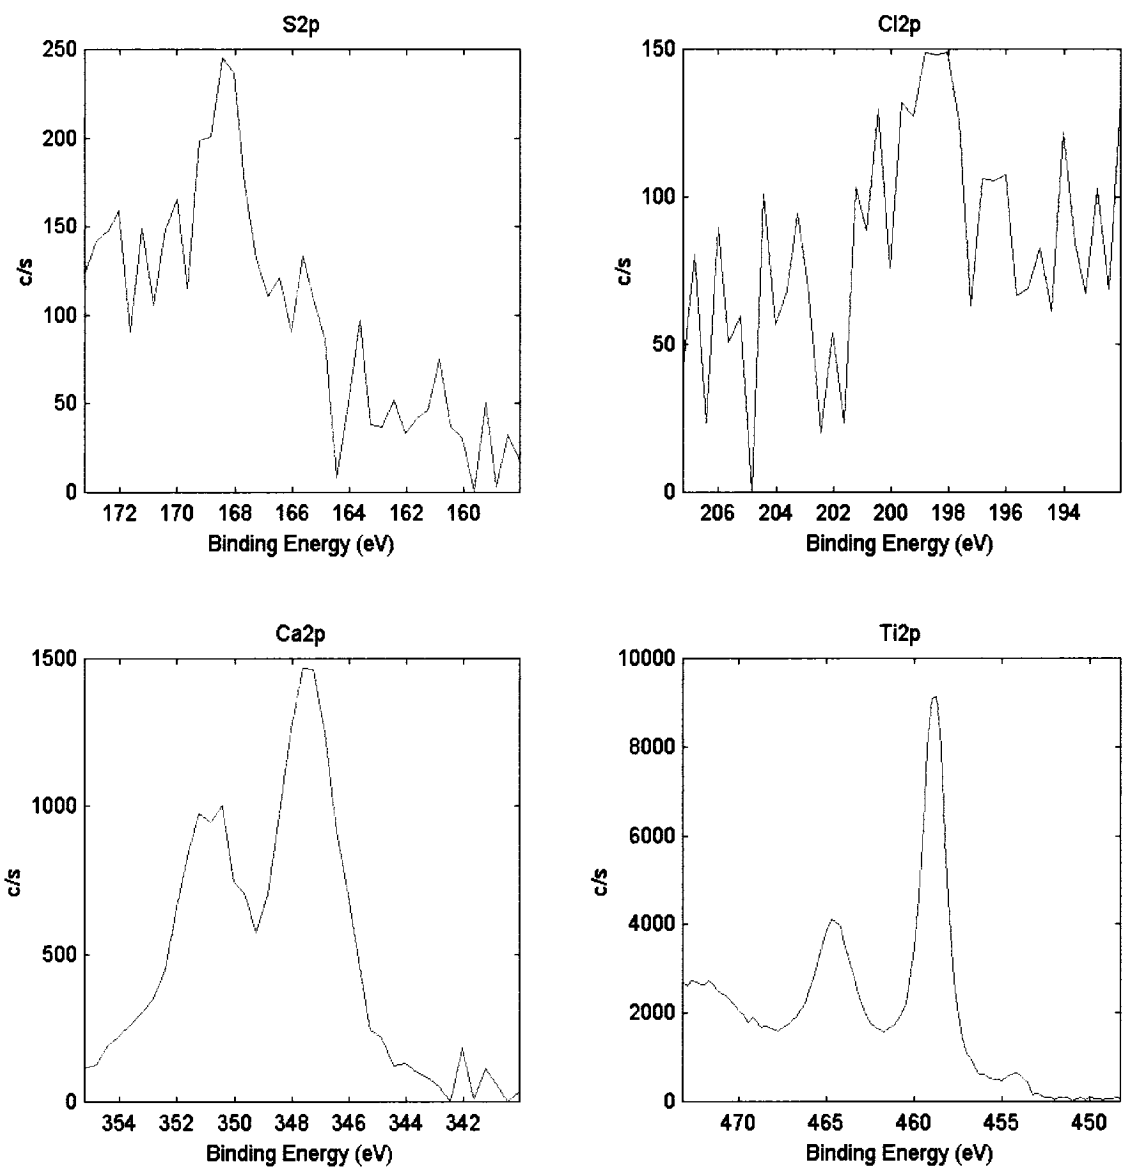 S2p
250
200
150
100
50
0
c/s
172 170 168 166 164 162 160
Binding Energy (eV)
Cl2p
150
100
50
0
c/s
206 204 202 200 198 196 194
Binding Energy (eV)
Ca2p
1500
1000
500
0
c/s
354 352 350 348 346 344 342
Binding Energy (eV)
Ti2p
10000
8000
6000
4000
2000
0
c/s
470 465 460 455 450
Binding Energy (eV)